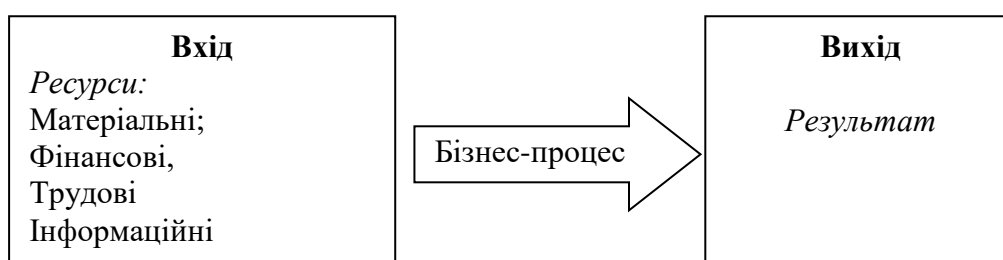 Вхід
Ресурси:
Матеріальні;
Фінансові,
Трудові
Інформаційні
Бізнес-процес
Вихід
Результат